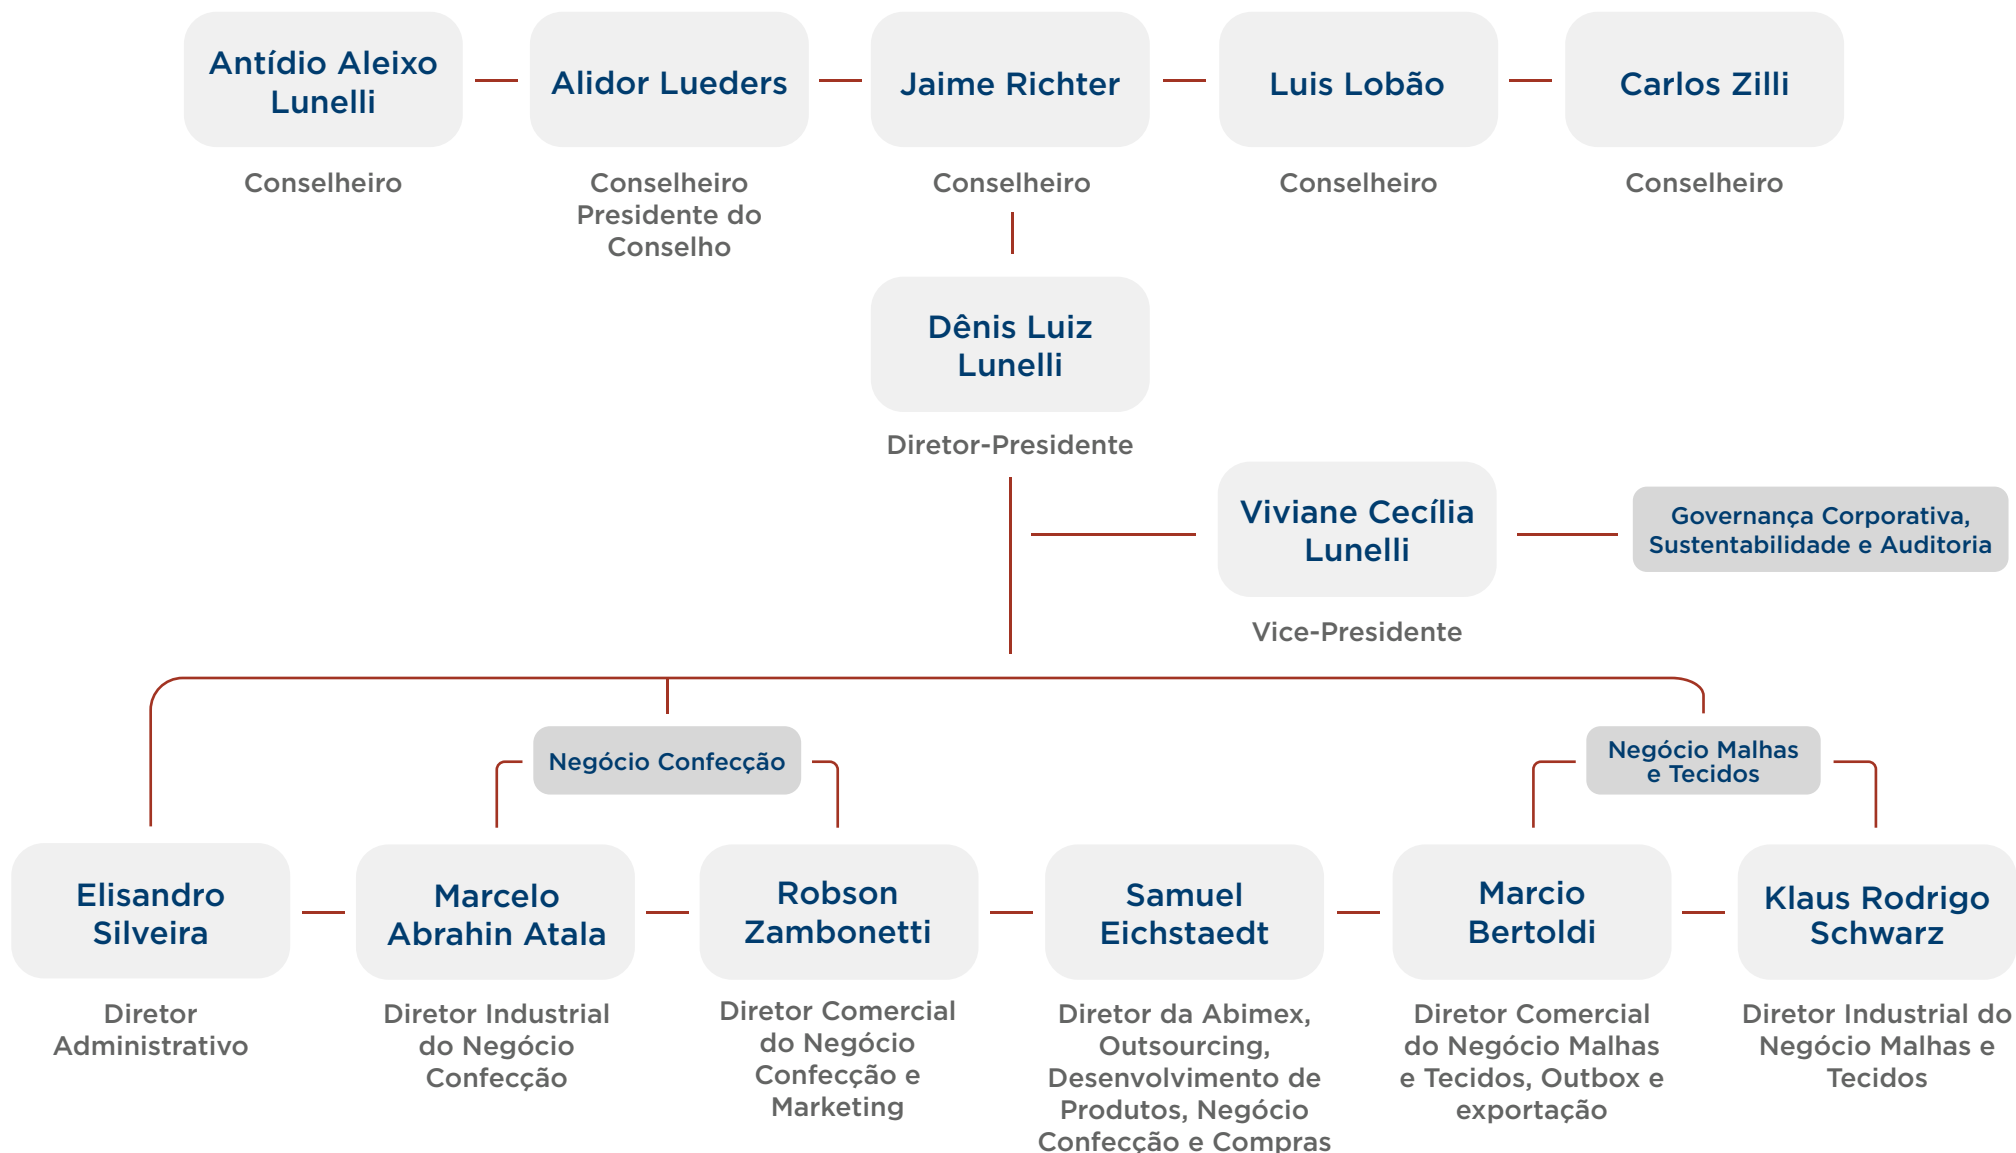 Antídio Aleixo
Lunelli
Conselheiro
Alidor Lueders
Conselheiro
Presidente do
Conselho
Jaime Richter
Conselheiro
Luis Lobão
Conselheiro
Carlos Zilli
Conselheiro
Dênis Luiz
Lunelli
Diretor-Presidente
Viviane Cecília
Lunelli
Vice-Presidente
Governança Corporativa,
Sustentabilidade e Auditoria
Negócio Confecção
Negócio Malhas
e Tecidos
Elisandro
Silveira
Diretor
Administrativo
Marcelo
Abrahin Atala
Diretor Industrial
do Negócio
Confecção
Robson
Zambonetti
Diretor Comercial
do Negócio
Confecção e
Marketing
Samuel
Eichstaedt
Diretor da Abimex,
Outsourcing,
Desenvolvimento de
Produtos, Negócio
Confecção e Compras
Marcio
Bertoldi
Diretor Comercial
do Negócio Malhas
e Tecidos, Outbox e
exportação
Klaus Rodrigo
Schwarz
Diretor Industrial do
Negócio Malhas e
Tecidos